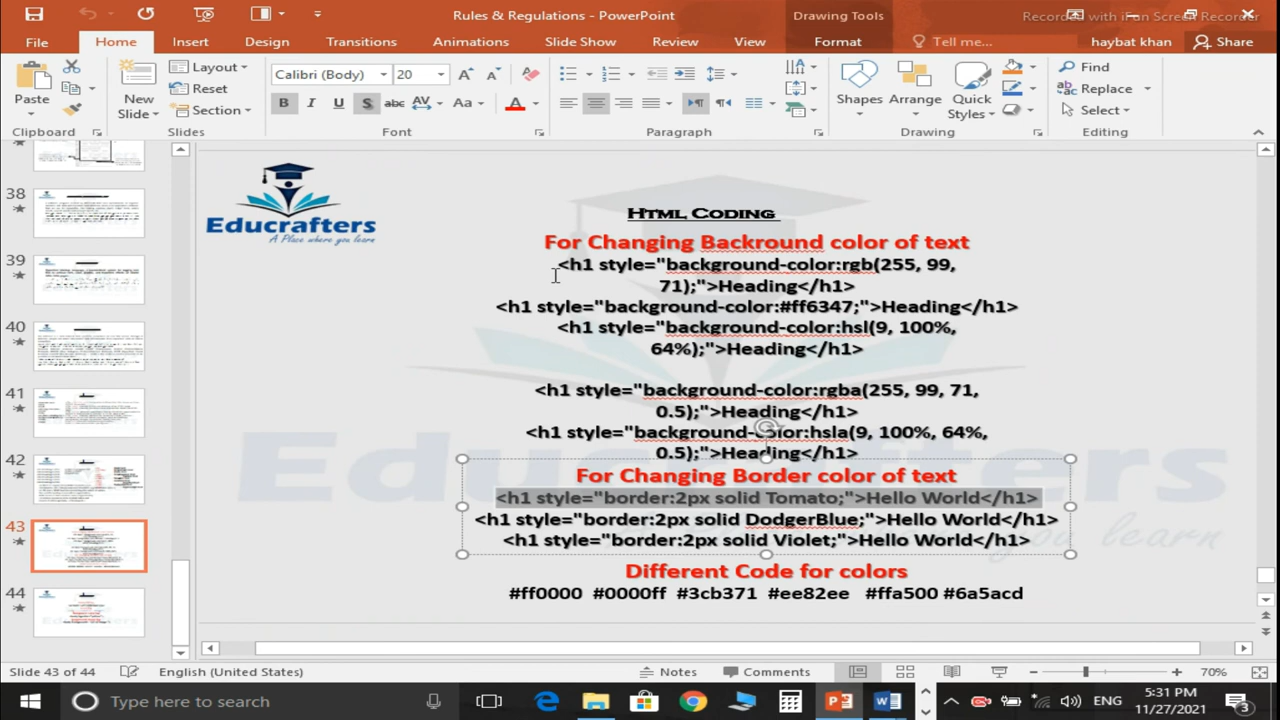 Rules & Regulations - PowerPoint
Drawing Tools
Recorded with iFun Screen Recorder
File Home Insert Design Transitions Animations Slide Show Review View Format Tell me... haybat khan Share
Paste
New Slide
Layout
Reset
Section
Calibri (Body) 20
B I U S abc AV Aa A
Shapes Arrange Quick Styles
Find
Replace
Select
Clipboard Slides Font Paragraph Drawing Editing
38
39
40
41
42
43
44
Educrafters
A Place where you learn
Html Coding
For Changing Backround color of text
<h1 style="background-color:rgb(255, 99,
71);">Heading</h1>
<h1 style="background-color:#ff6347;">Heading</h1>
<h1 style="background-color:hsl(9, 100%,
64%);">Heading</h1>
<h1 style="background-color:rgba(255, 99, 71,
0.5);">Heading</h1>
<h1 style="background-color:hsla(9, 100%, 64%,
0.5);">Heading</h1>
For Changing Border color of text
<h1 style="border:2px solid Tomato;">Hello World</h1>
<h1 style="border:2px solid DodgerBlue;">Hello World</h1>
<h1 style="border:2px solid Violet;">Hello World</h1>
Different Code for colors
#ff0000 #0000ff #3cb371 #ee82ee #ffa500 #6a5acd
Educrafters
you learn
Slide 43 of 44 English (United States) Notes Comments 70%
Type here to search
ENG
5:31 PM
11/27/2021
3